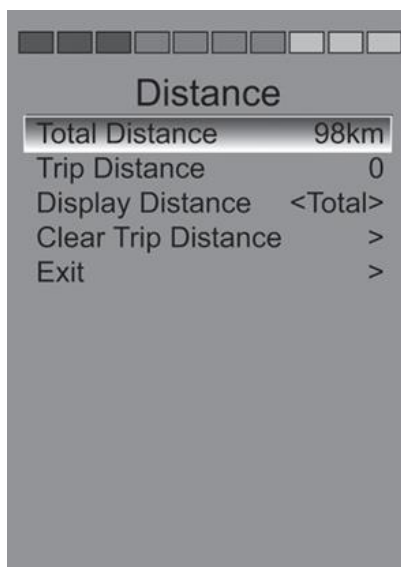 Distance
Total Distance 98km
Trip Distance 0
Display Distance <Total>
Clear Trip Distance >
Exit >